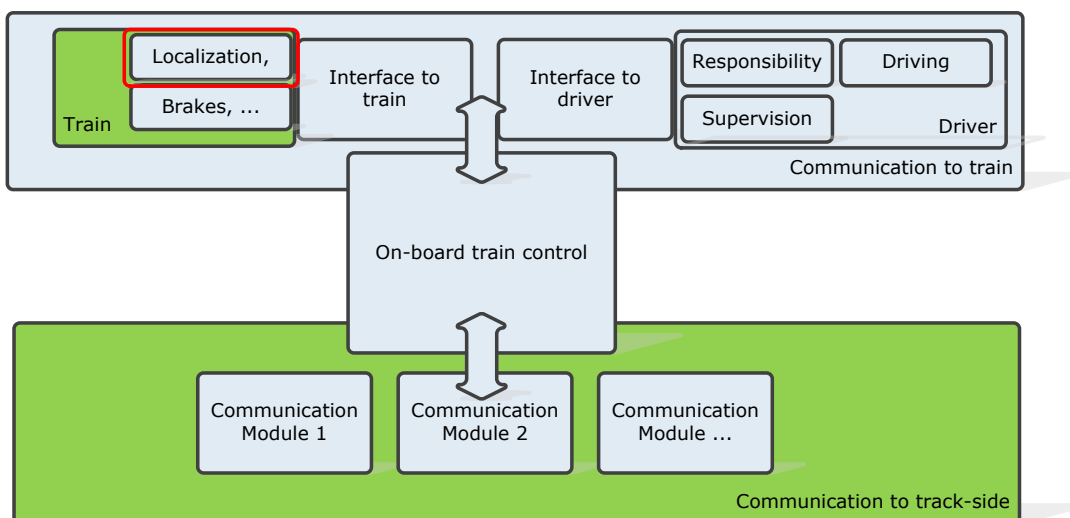 Localization,
Brakes, ...
Train
Interface to
train
Interface to
driver
Responsibility
Driving
Supervision
Driver
Communication to train
On-board train control
Communication
Module 1
Communication
Module 2
Communication
Module ...
Communication to track-side